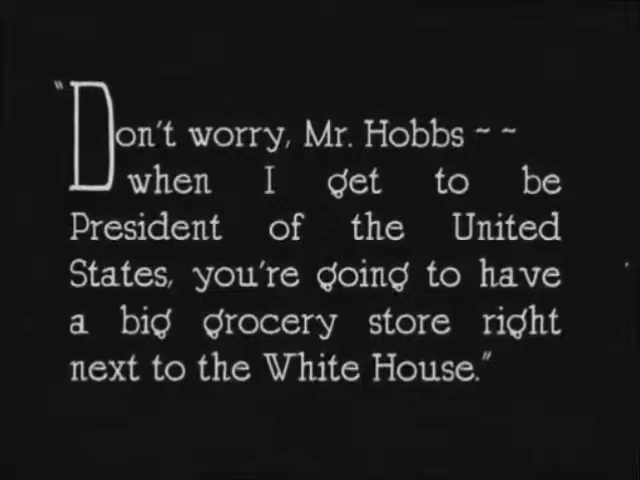 "Don't worry, Mr. Hobbs ~ ~
when I get to be
President of the United
States, you're going to have
a big grocery store right
next to the White House."